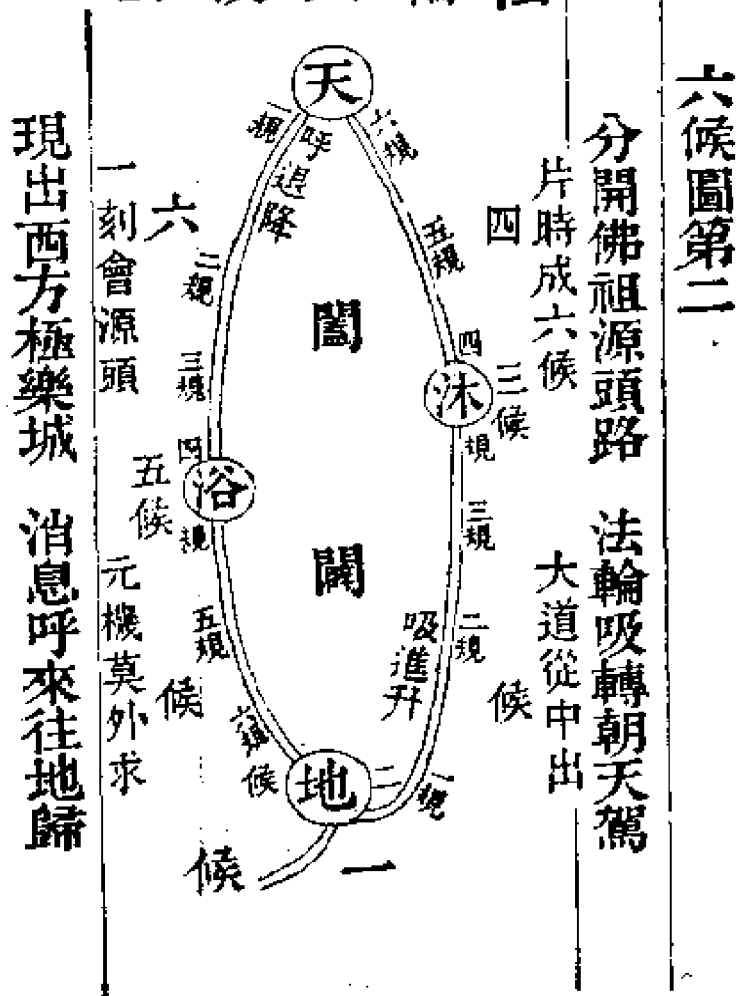 六候圖第二
分開佛祖源頭路　法輪吸轉朝天駕
片時成六候　大道從中出
四候
三候
天
六規
五規
四規
沐
三規
二規
一規
吸進升
闔
闢
呼退降
一規
二規
三規
四規
浴
五規
六規
地
二候
一候
五候
六候
一刻會源頭　元機莫外求
現出西方極樂城　消息呼來往地歸